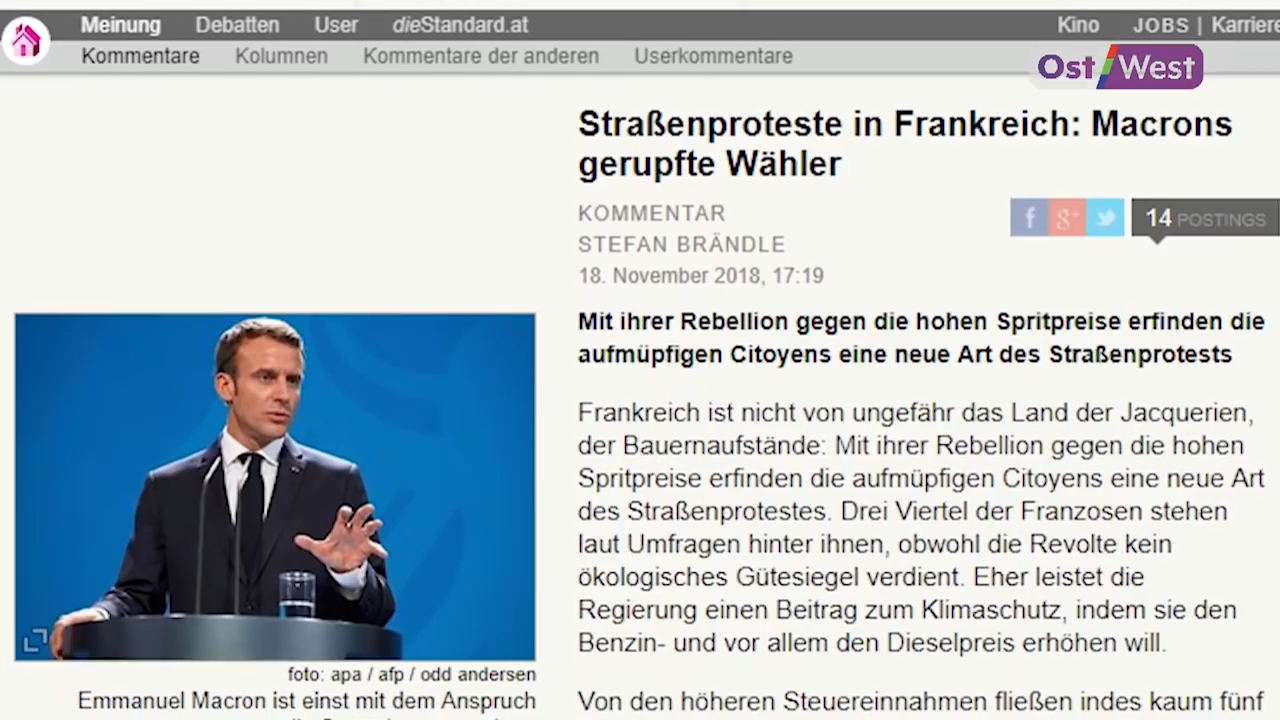 Meinung Debatten User dieStandard.at Kino JOBS | Karriere
Kommentare Kolumnen Kommentare der anderen Userkommentare
Ost/West
Straßenproteste in Frankreich: Macrons
gerupfte Wähler
KOMMENTAR
STEFAN BRÄNDLE
18. November 2018, 17:19
f g+ 14 POSTINGS
Mit ihrer Rebellion gegen die hohen Spritpreise erfinden die
aufmüpfigen Citoyens eine neue Art des Straßenprotests
Frankreich ist nicht von ungefähr das Land der Jacquerien,
der Bauernaufstände: Mit ihrer Rebellion gegen die hohen
Spritpreise erfinden die aufmüpfigen Citoyens eine neue Art
des Straßenprotestes. Drei Viertel der Franzosen stehen
laut Umfragen hinter ihnen, obwohl die Revolte kein
ökologisches Gütesiegel verdient. Eher leistet die
Regierung einen Beitrag zum Klimaschutz, indem sie den
Benzin- und vor allem den Dieselpreis erhöhen will.
Von den höheren Steuereinnahmen fließen indes kaum fünf
foto: apa / afp / odd andersen
Emmanuel Macron ist einst mit dem Anspruch